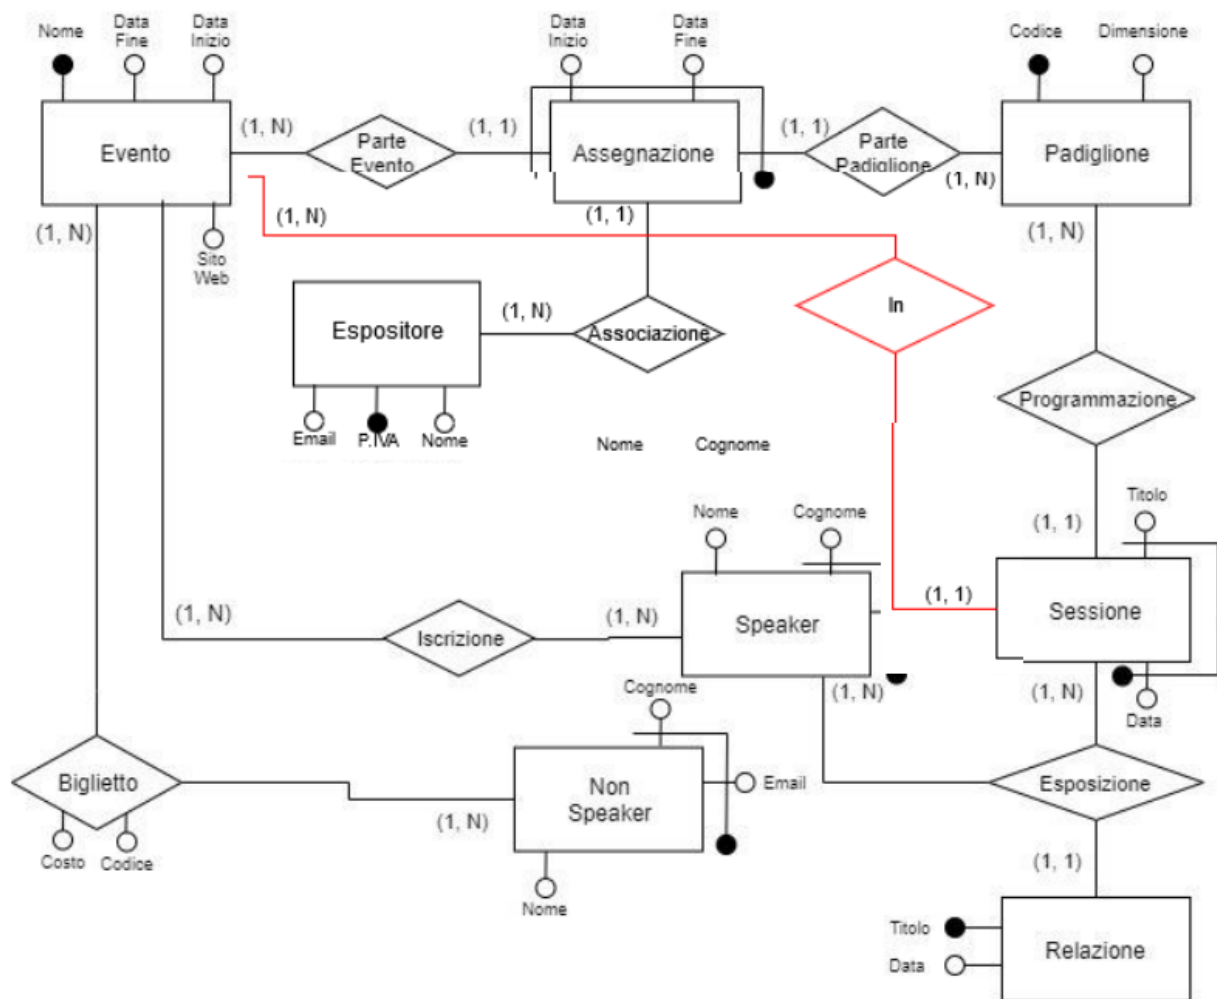 Nome
Data
Fine
Data
Inizio
Data
Inizio
Data
Fine
Codice
Dimensione
Evento
(1, N)
Parte
Evento
(1, 1)
Assegnazione
(1, 1)
Parte
Padiglione
(1, N)
Padiglione
(1, N)
(1, N)
(1, 1)
(1, N)
Sito
Web
Espositore
(1, N)
Associazione
In
Programmazione
Email
P.IVA
Nome
Nome
Cognome
Titolo
Nome
Cognome
(1, 1)
(1, N)
Iscrizione
(1, N)
Speaker
(1, 1)
Sessione
Cognome
(1, N)
(1, N)
Data
Biglietto
(1, N)
Non
Speaker
Email
Esposizione
Costo
Codice
Nome
(1, 1)
Titolo
Data
Relazione